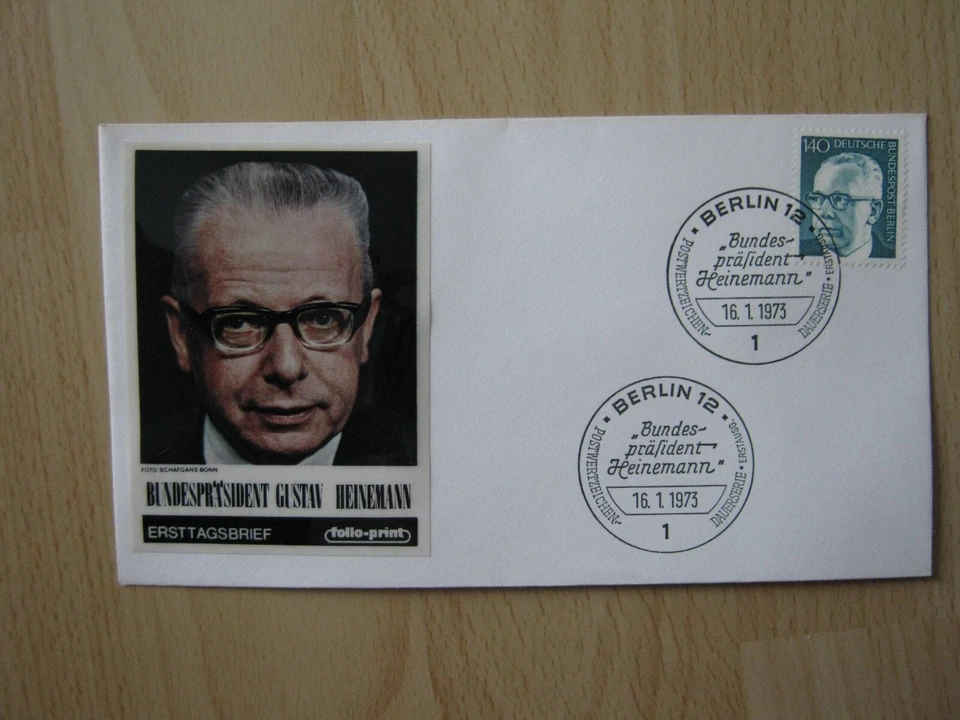 FOTO SCHAFGANS BONN
BUNDESPRÄSIDENT GUSTAV HEINEMANN
ERSTTAGSBRIEF
follo-print
140 DEUTSCHE
BUNDESPOST BERLIN
BERLIN 12
„Bundes-
präſident
Heinemann"
16.1.1973
1
POSTWERTZEICHEN-
DAUERSERIE • ERSTAUSG.
BERLIN 12
„Bundes-
präſident
Heinemann"
16.1.1973
1
POSTWERTZEICHEN-
DAUERSERIE • ERSTAUSG.